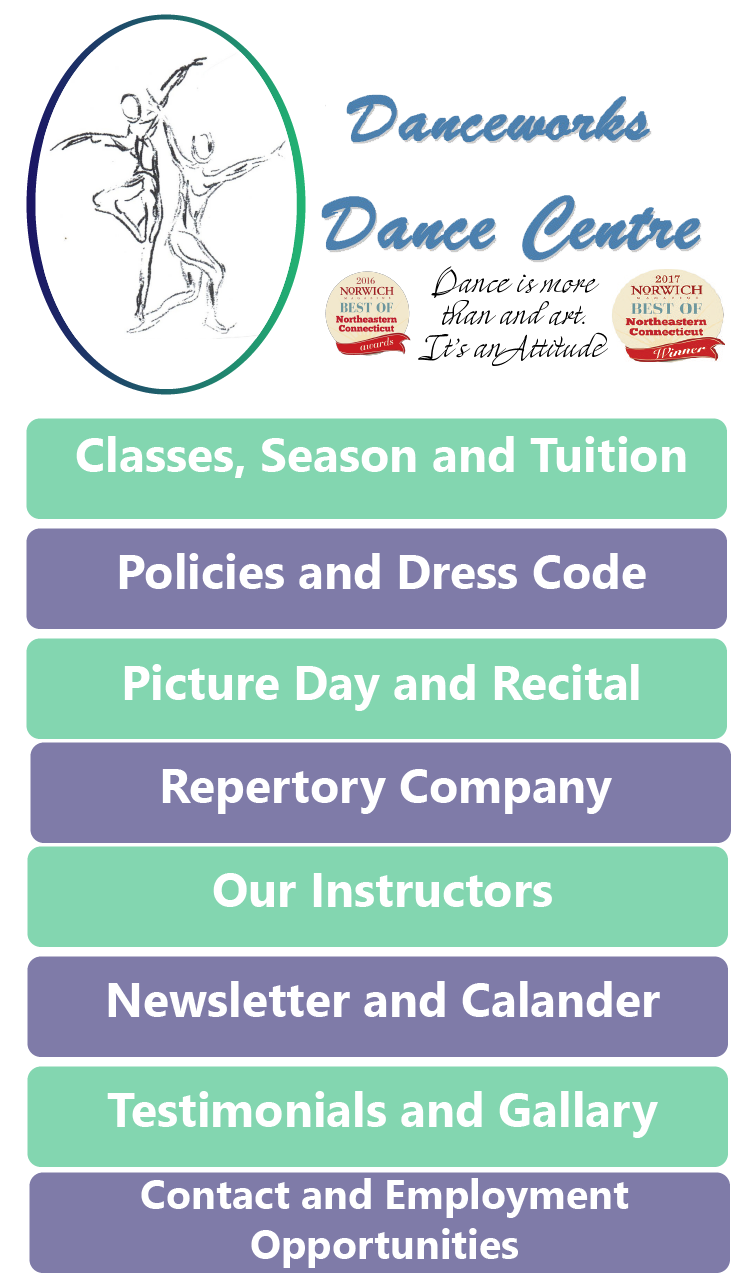 Danceworks
Dance Centre
2016
NORWICH
MAGAZINE
BEST OF
Northeastern
Connecticut
awards
Dance is more
than and art.
It's an Attitude
2017
NORWICH
MAGAZINE
BEST OF
Northeastern
Connecticut
Winner
Classes, Season and Tuition
Policies and Dress Code
Picture Day and Recital
Repertory Company
Our Instructors
Newsletter and Calander
Testimonials and Gallary
Contact and Employment
Opportunities